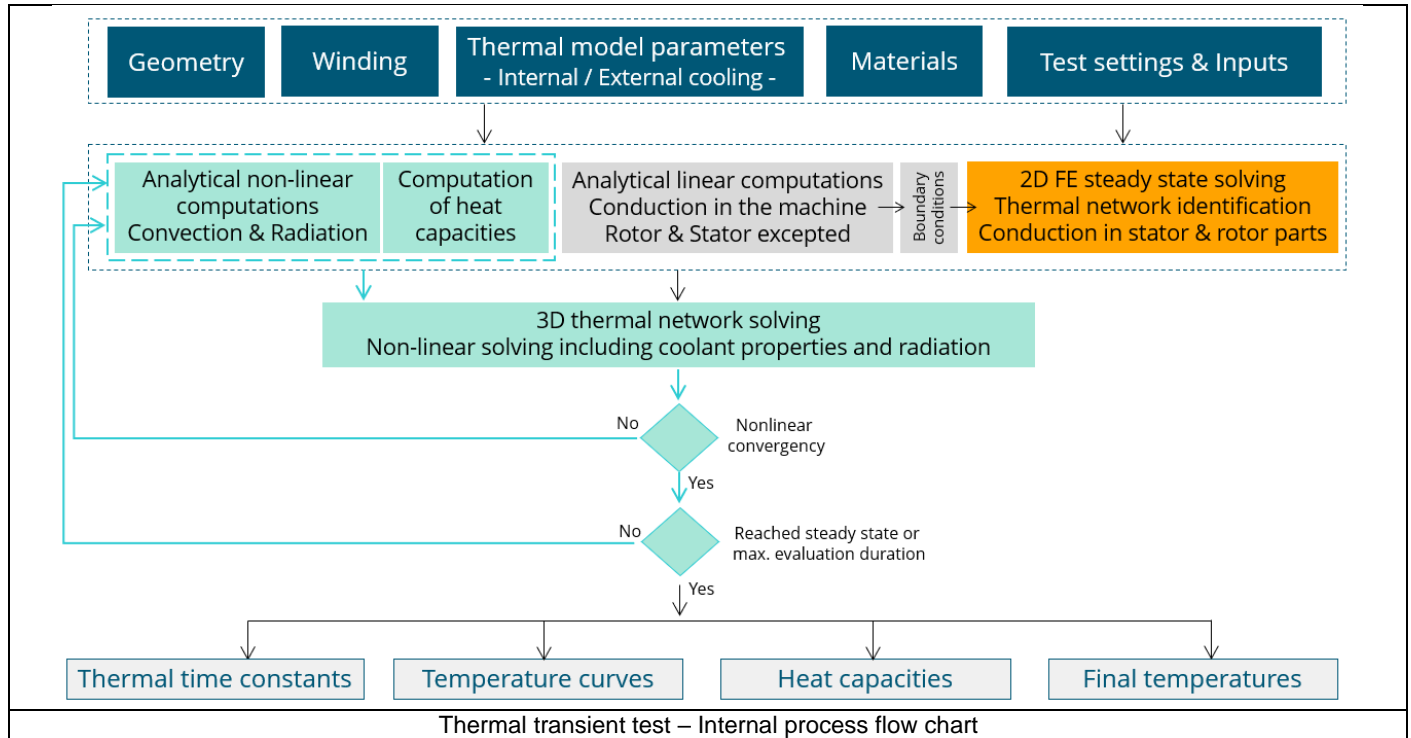 Geometry
Winding
Thermal model parameters
- Internal / External cooling -
Materials
Test settings & Inputs
Analytical non-linear
computations
Convection & Radiation
Computation
of heat
capacities
Analytical linear computations
Conduction in the machine
Rotor & Stator excepted
Boundary
conditions
2D FE steady state solving
Thermal network identification
Conduction in stator & rotor parts
3D thermal network solving
Non-linear solving including coolant properties and radiation
No
Nonlinear
convergency
Yes
No
Reached steady state or
max. evaluation duration
Yes
Thermal time constants
Temperature curves
Heat capacities
Final temperatures
Thermal transient test – Internal process flow chart